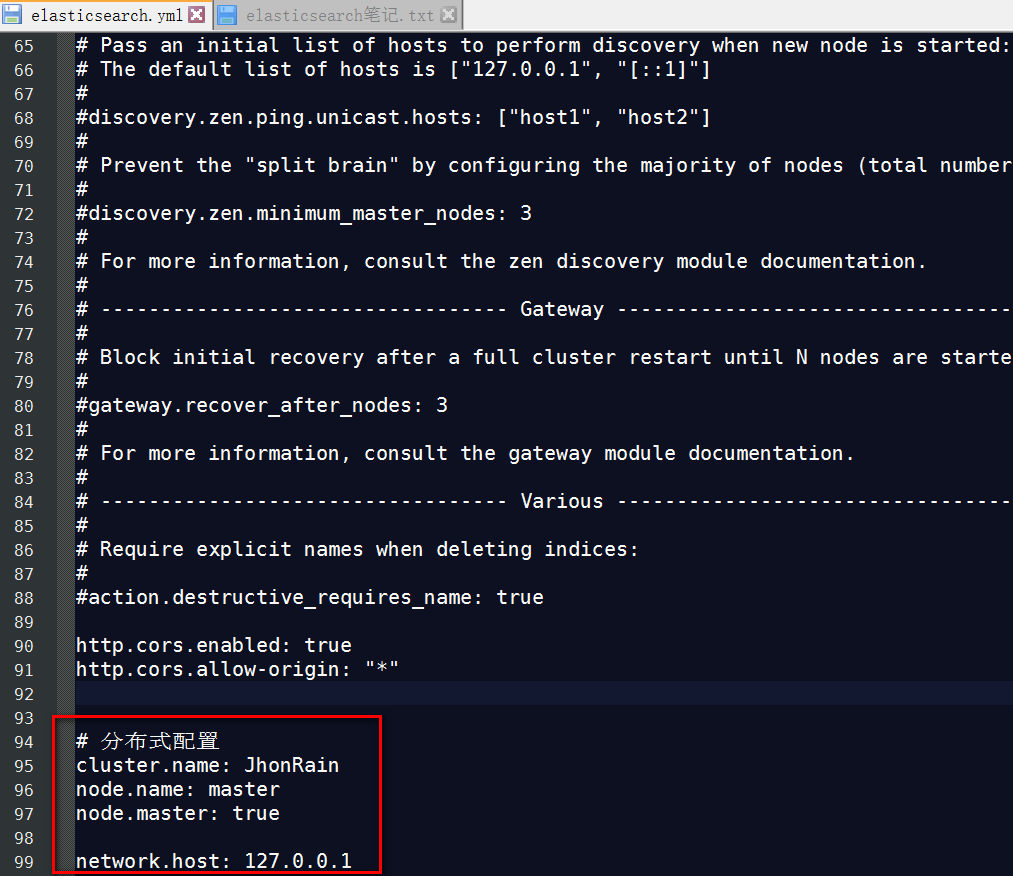 elasticsearch.yml elasticsearch笔记.txt
65 # Pass an initial list of hosts to perform discovery when new node is started:
66 # The default list of hosts is ["127.0.0.1", "[::1]"]
67 #
68 #discovery.zen.ping.unicast.hosts: ["host1", "host2"]
69 #
70 # Prevent the "split brain" by configuring the majority of nodes (total number
71 #
72 #discovery.zen.minimum_master_nodes: 3
73 #
74 # For more information, consult the zen discovery module documentation.
75 #
76 # ---------------------------------- Gateway ---------------------------------
77 #
78 # Block initial recovery after a full cluster restart until N nodes are starte
79 #
80 #gateway.recover_after_nodes: 3
81 #
82 # For more information, consult the gateway module documentation.
83 #
84 # ---------------------------------- Various ---------------------------------
85 #
86 # Require explicit names when deleting indices:
87 #
88 #action.destructive_requires_name: true
89
90 http.cors.enabled: true
91 http.cors.allow-origin: "*"
92
93
94 # 分布式配置
95 cluster.name: JhonRain
96 node.name: master
97 node.master: true
98
99 network.host: 127.0.0.1